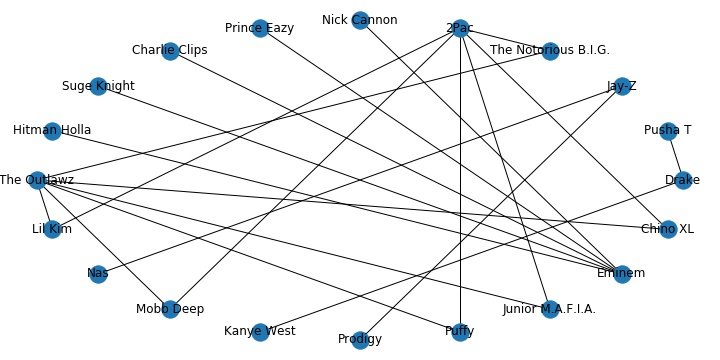 Nick Cannon
Prince Eazy
2Pac
Charlie Clips
The Notorious B.I.G.
Suge Knight
Jay-Z
Hitman Holla
Pusha T
The Outlawz
Drake
Lil Kim
Chino XL
Nas
Eminem
Mobb Deep
Junior M.A.F.I.A.
Kanye West
Puffy
Prodigy